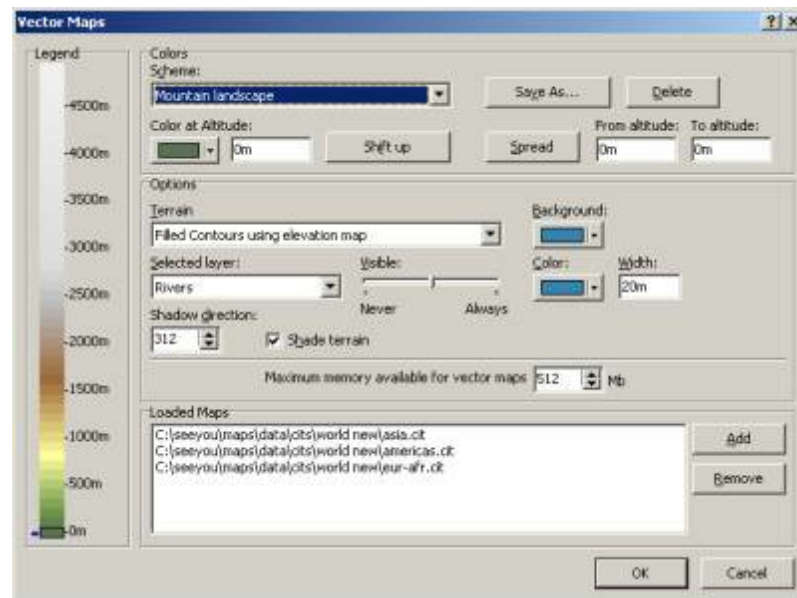 Vector Maps
Legend
4500m
4000m
3500m
3000m
2500m
2000m
1500m
1000m
500m
0m
Colors
Scheme:
Mountain landscape
Save As...
Delete
Color at Altitude:
0m
Shift up
Spread
From altitude:
0m
To altitude:
0m
Options
Terrain
Filled Contours using elevation map
Background:
Selected layer:
Rivers
Visible:
Never
Always
Color:
Width:
20m
Shadow direction:
312
Shade terrain
Maximum memory available for vector maps 512 Mb
Loaded Maps
C:\seeyou\maps\data\cits\world new\asia.cit
C:\seeyou\maps\data\cits\world new\americas.cit
C:\seeyou\maps\data\cits\world new\eur-afr.cit
Add
Remove
OK
Cancel